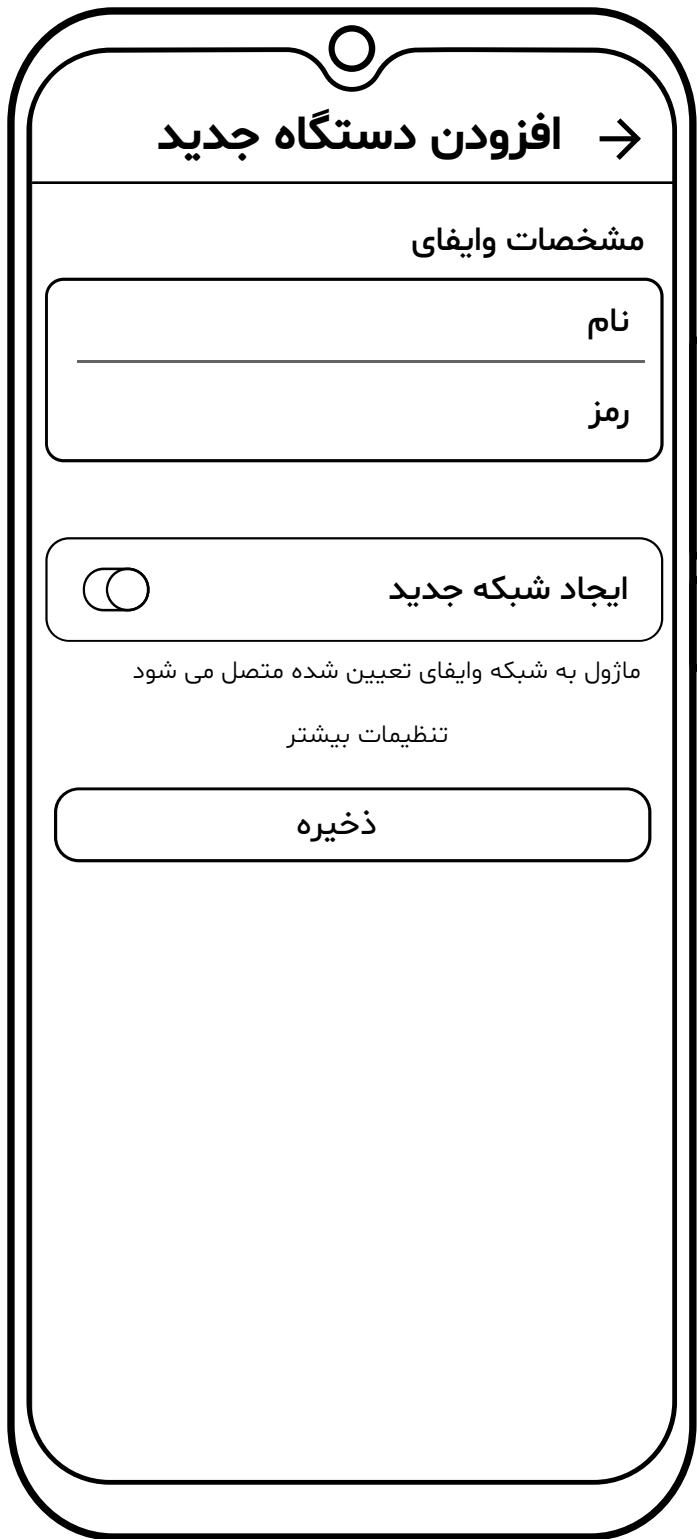 افزودن دستگاه جدید
مشخصات وایفای
نام
رمز
ایجاد شبکه جدید
ماژول به شبکه وایفای تعیین شده متصل می شود
تنظیمات بیشتر
ذخیره